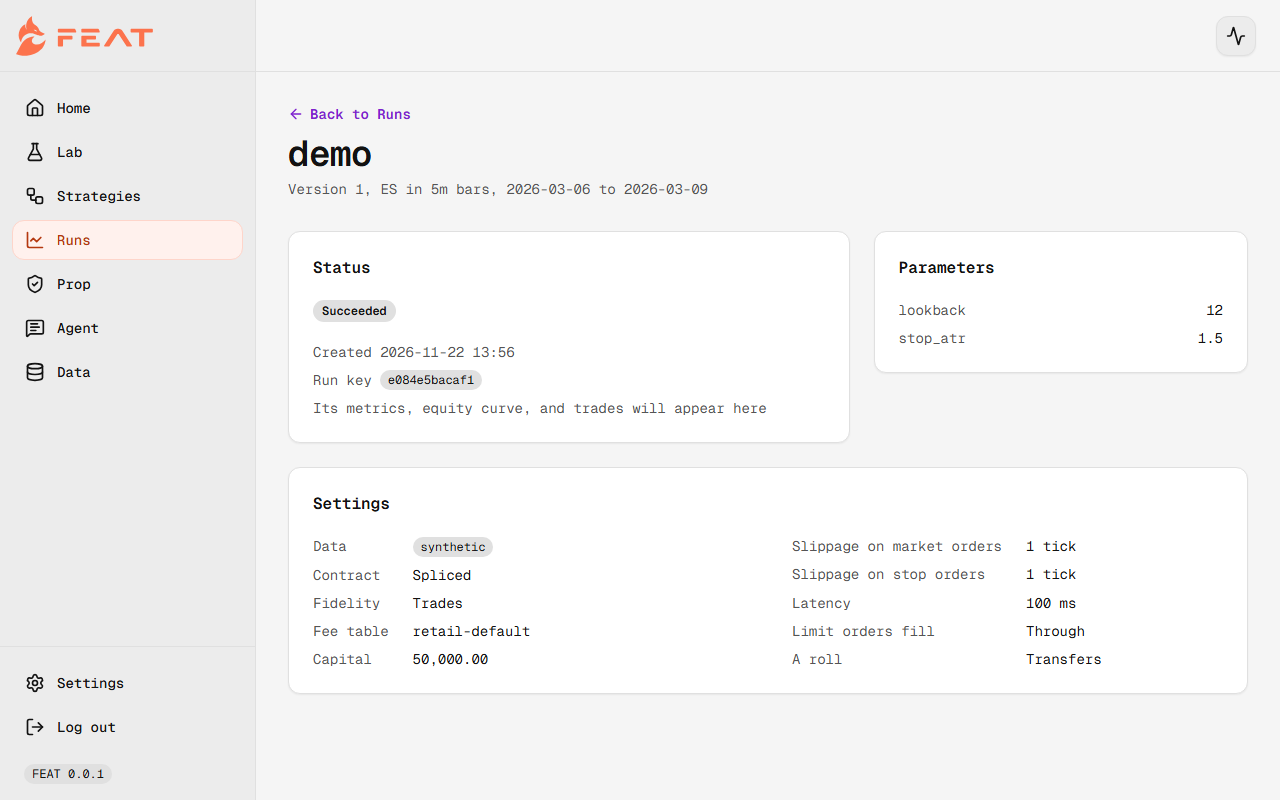 FEAT
Home
Lab
Strategies
Runs
Prop
Agent
Data
Settings
Log out
FEAT 0.0.1
Back to Runs
demo
Version 1, ES in 5m bars, 2026-03-06 to 2026-03-09
Status
Succeeded
Created 2026-11-22 13:56
Run key e084e5bacaf1
Its metrics, equity curve, and trades will appear here
Parameters
lookback 12
stop_atr 1.5
Settings
Data synthetic
Contract Spliced
Fidelity Trades
Fee table retail-default
Capital 50,000.00
Slippage on market orders 1 tick
Slippage on stop orders 1 tick
Latency 100 ms
Limit orders fill Through
A roll Transfers